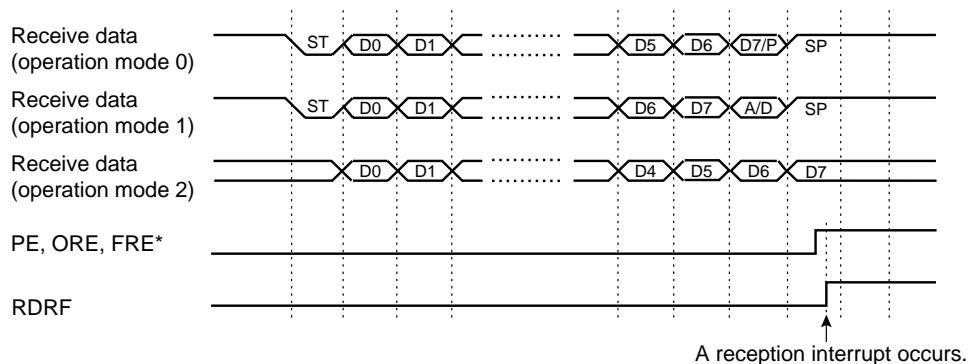 Receive data
(operation mode 0)
ST D0 D1 D5 D6 D7/P SP
Receive data
(operation mode 1)
ST D0 D1 D6 D7 A/D SP
Receive data
(operation mode 2)
D0 D1 D4 D5 D6 D7
PE, ORE, FRE*
RDRF
A reception interrupt occurs.